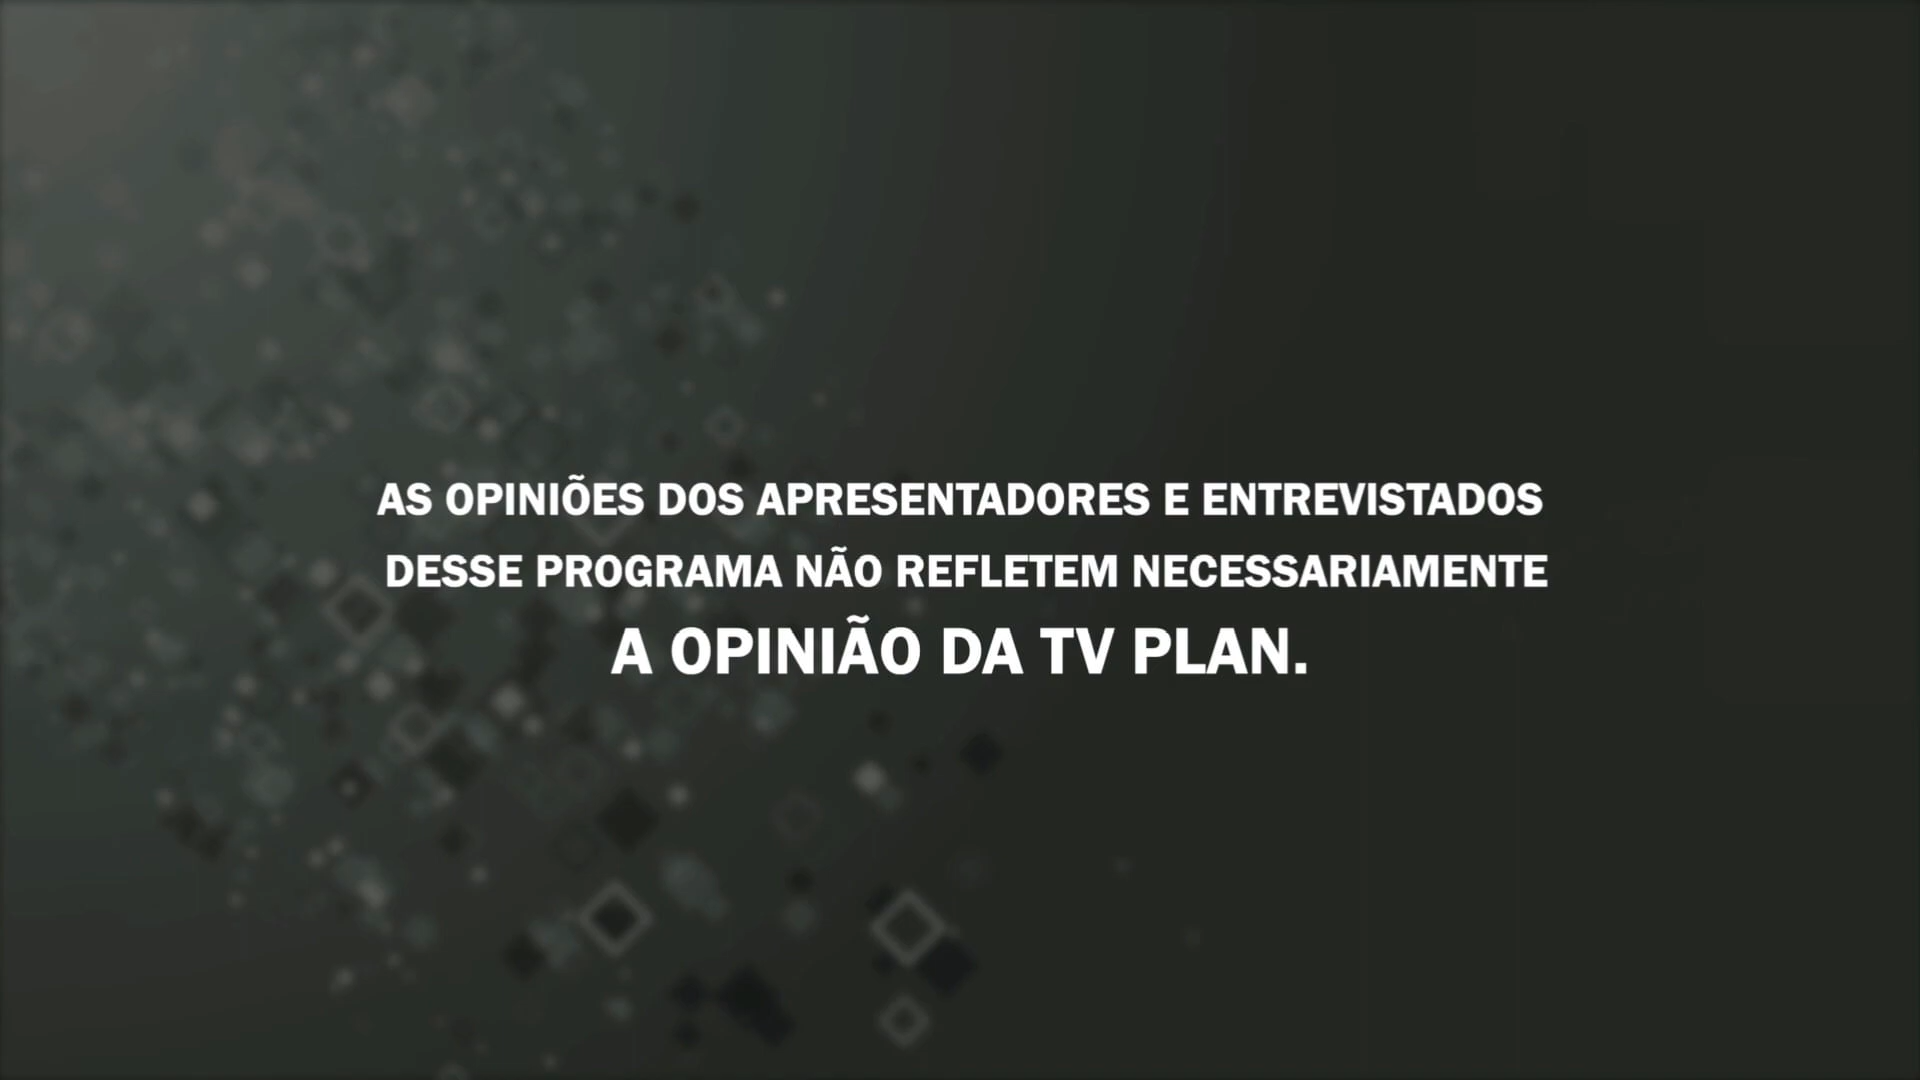 AS OPINIÕES DOS APRESENTADORES E ENTREVISTADOS
DESSE PROGRAMA NÃO REFLETEM NECESSARIAMENTE
A OPINIÃO DA TV PLAN.